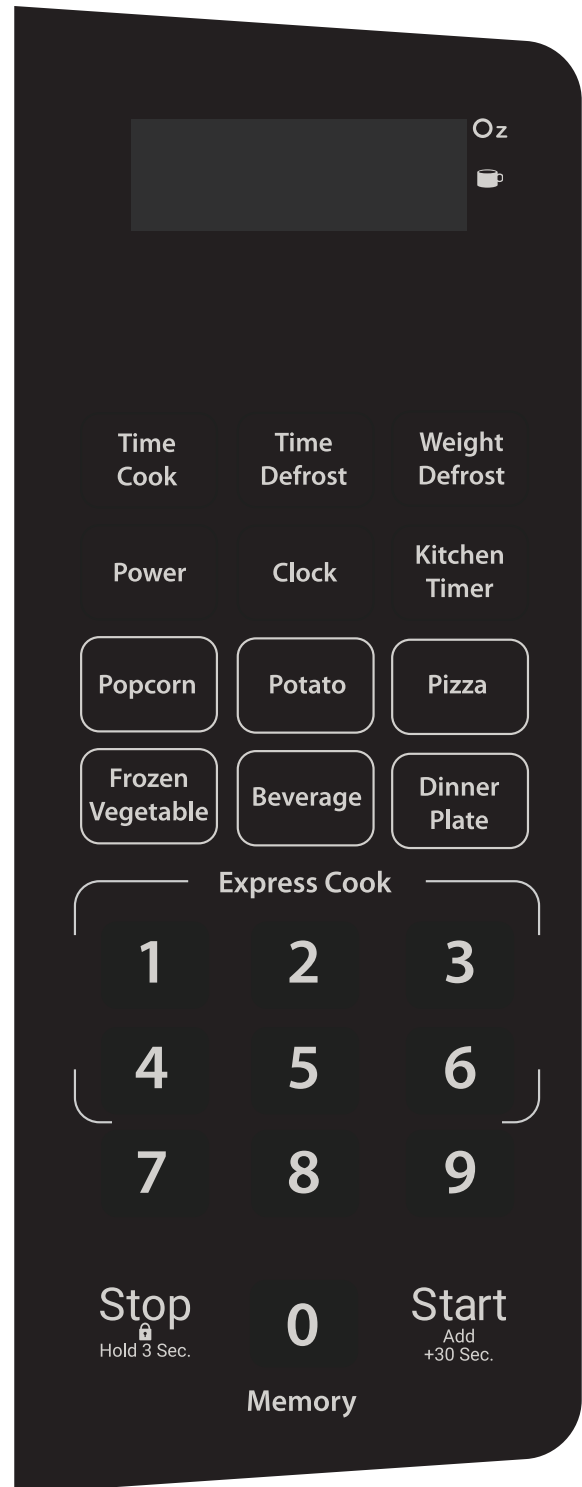 Oz
Time Time Weight
Cook Defrost Defrost
Power Clock Kitchen
Timer
Popcorn Potato Pizza
Frozen
Vegetable Beverage Dinner
Plate
Express Cook
1 2 3
4 5 6
7 8 9
Stop 0 Start
Hold 3 Sec. Add
+30 Sec.
Memory